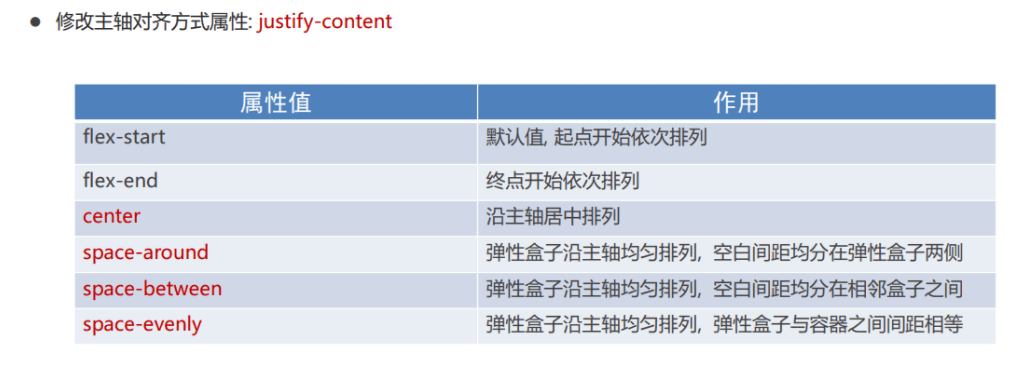 ● 修改主轴对齐方式属性: justify-content
属性值 作用
flex-start 默认值, 起点开始依次排列
flex-end 终点开始依次排列
center 沿主轴居中排列
space-around 弹性盒子沿主轴均匀排列, 空白间距均分在弹性盒子两侧
space-between 弹性盒子沿主轴均匀排列, 空白间距均分在相邻盒子之间
space-evenly 弹性盒子沿主轴均匀排列, 弹性盒子与容器之间间距相等